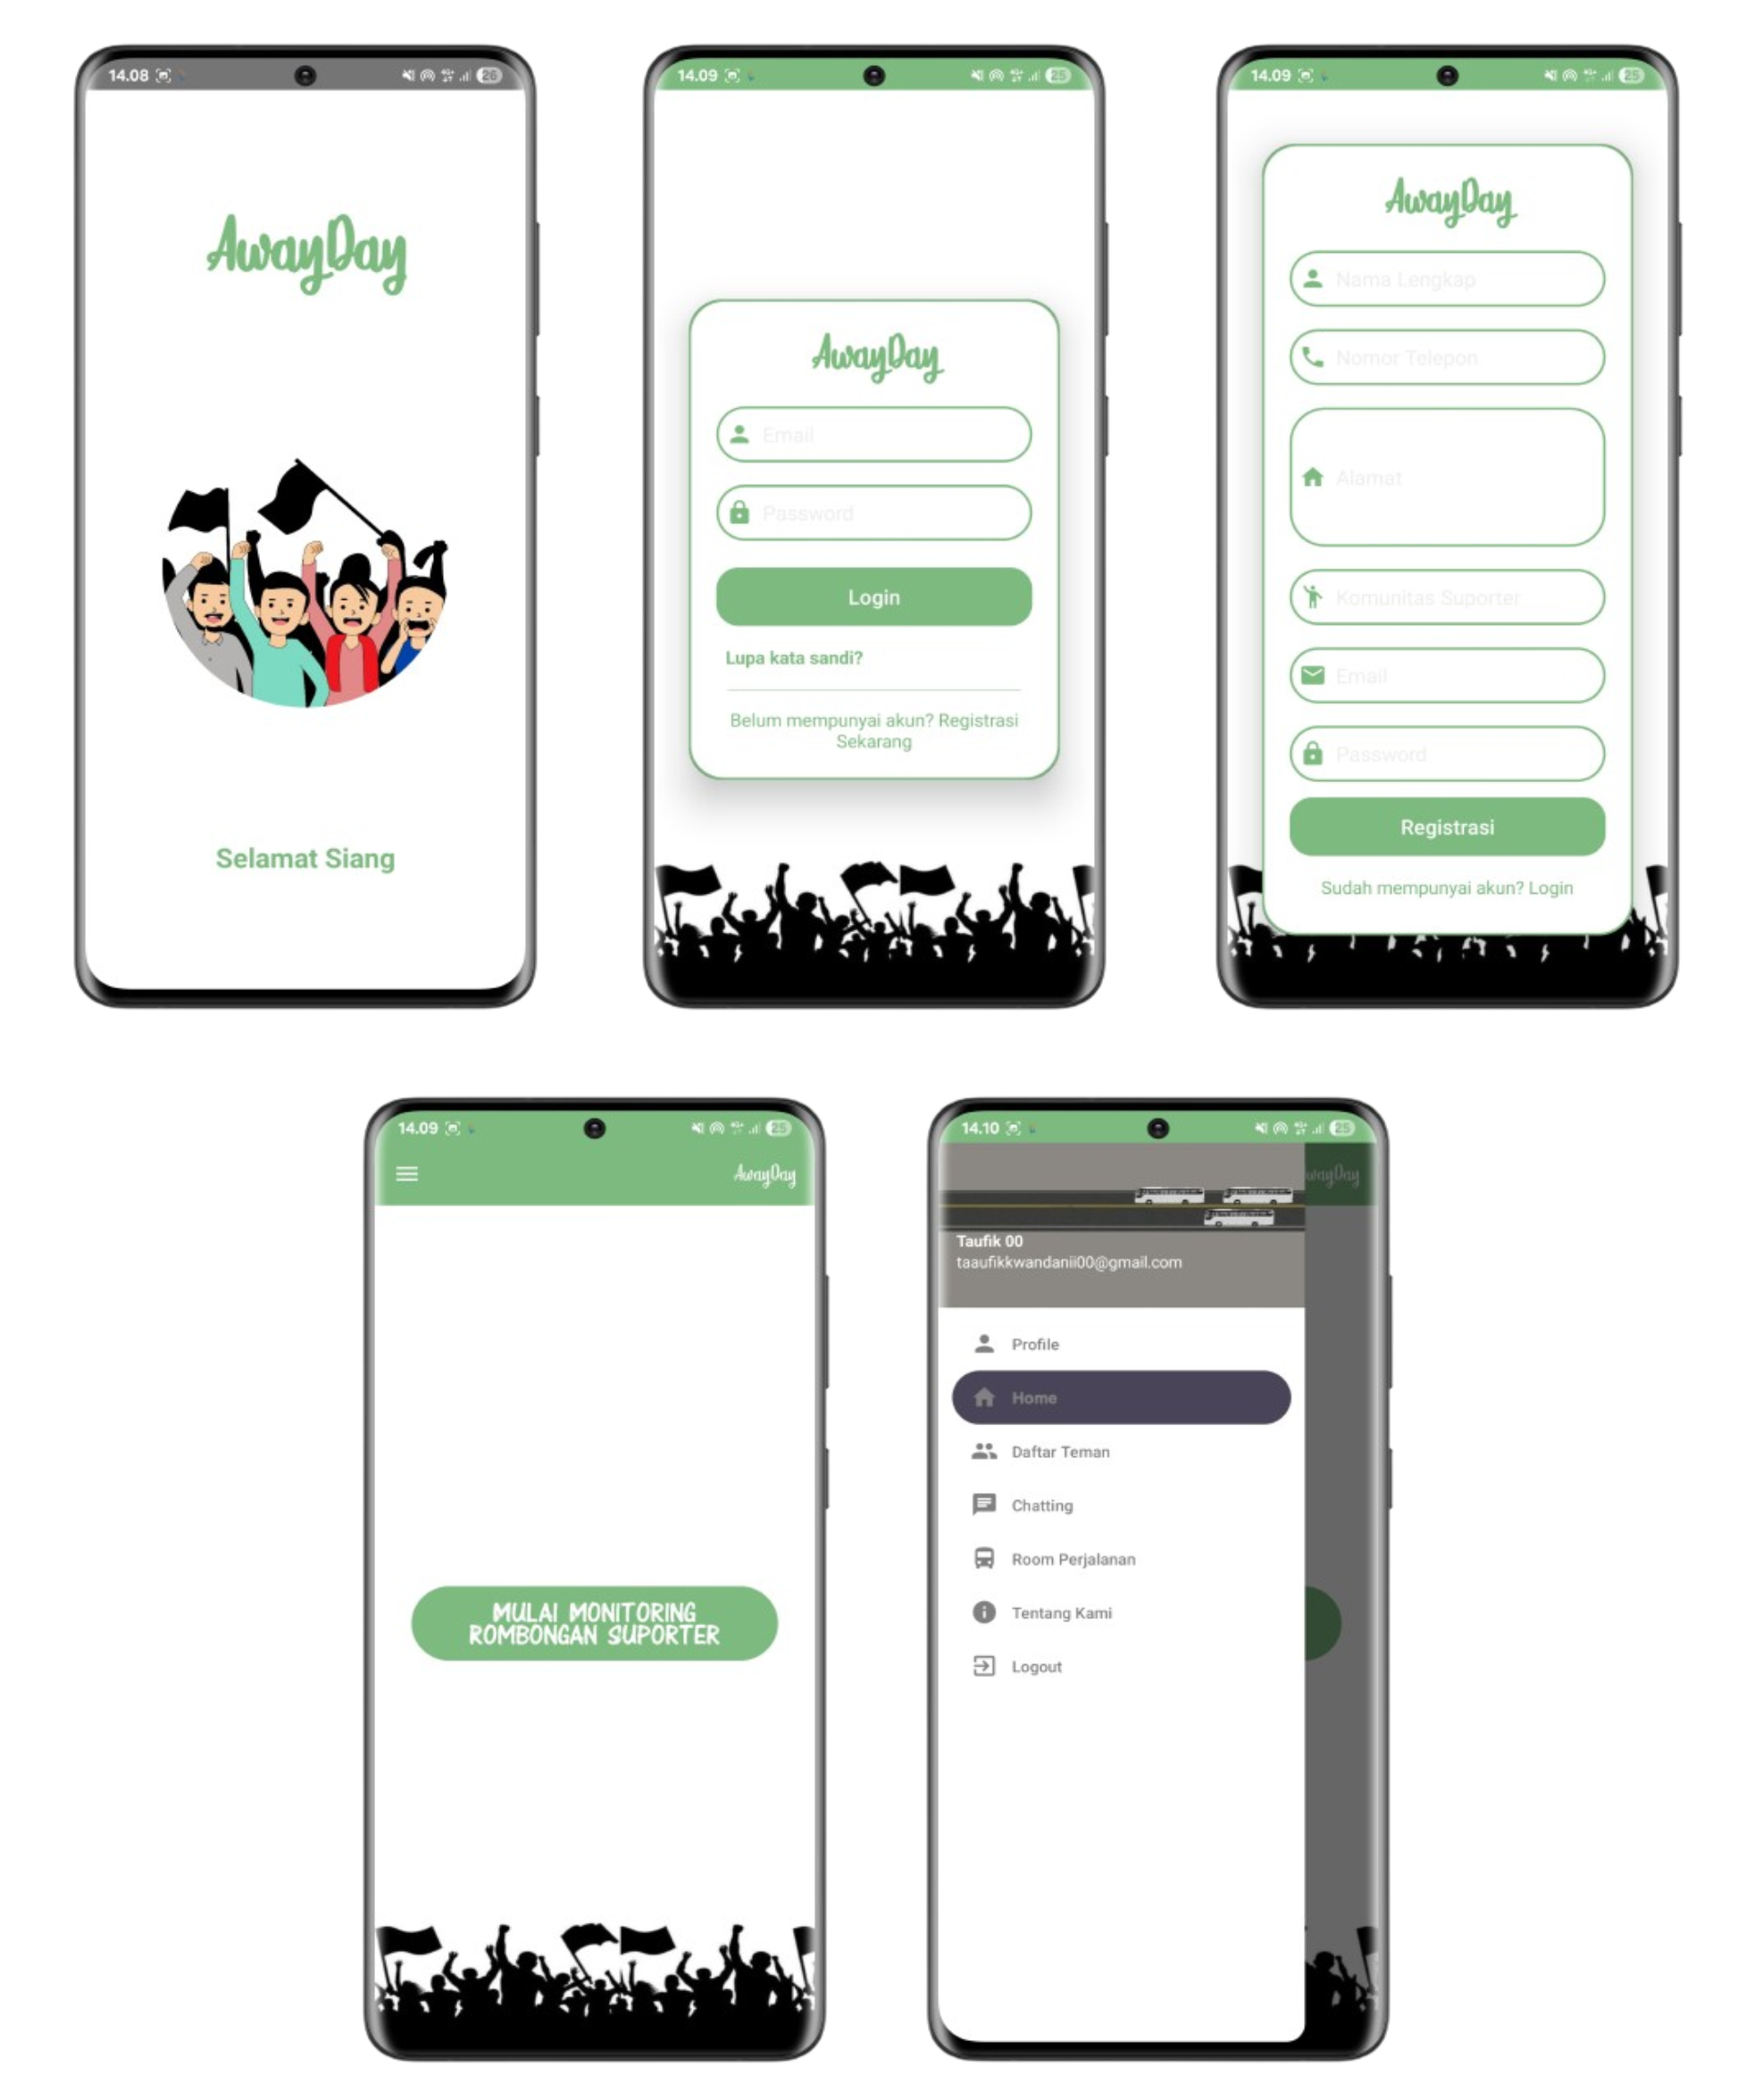 14.08
26
AwayDay
Selamat Siang
14.09
25
AwayDay
Email
Password
Login
Lupa kata sandi?
Belum mempunyai akun? Registrasi
Sekarang
14.09
25
AwayDay
Nama Lengkap
Nomor Telepon
Alamat
Komunitas Suporter
Email
Password
Registrasi
Sudah mempunyai akun? Login
14.09
25
AwayDay
MULAI MONITORING
ROMBONGAN SUPORTER
14.10
25
wayDay
Taufik 00
taaufikkwandanii00@gmail.com
Profile
Home
Daftar Teman
Chatting
Room Perjalanan
Tentang Kami
Logout